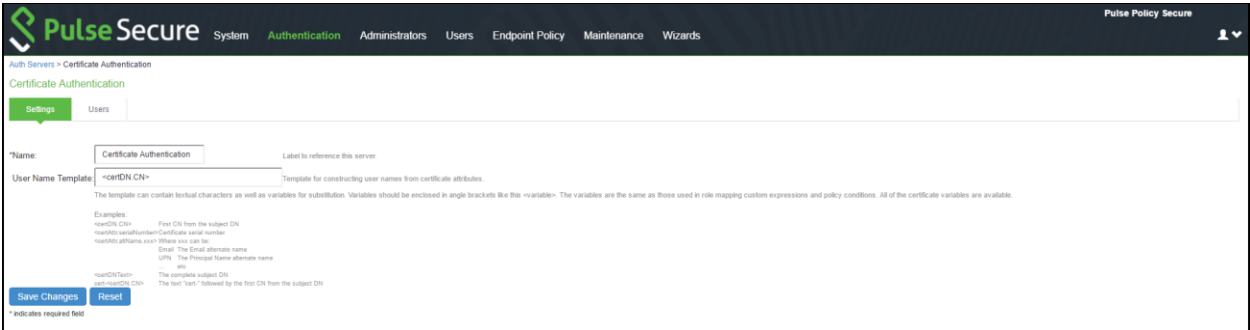 Pulse Policy Secure
Pulse Secure System Authentication Administrators Users Endpoint Policy Maintenance Wizards
Auth Servers > Certificate Authentication
Certificate Authentication
Settings Users
*Name: Certificate Authentication Label to reference this server
User Name Template: <certDN.CN> Template for constructing user names from certificate attributes.
The template can contain textual characters as well as variables for substitution. Variables should be enclosed in angle brackets like this <variable>. The variables are the same as those used in role mapping custom expressions and policy conditions. All of the certificate variables are available.
Examples:
<certDN.CN> First CN from the subject DN
<certAttr.serialNumber> Certificate serial number
<certAttr.altName.xxx> Where xxx can be:
Email The Email alternate name
UPN The Principal Name alternate name
... etc
<certDNText> The complete subject DN
cert-<certDN.CN> The text "cert-" followed by the first CN from the subject DN
Save Changes Reset
* indicates required field